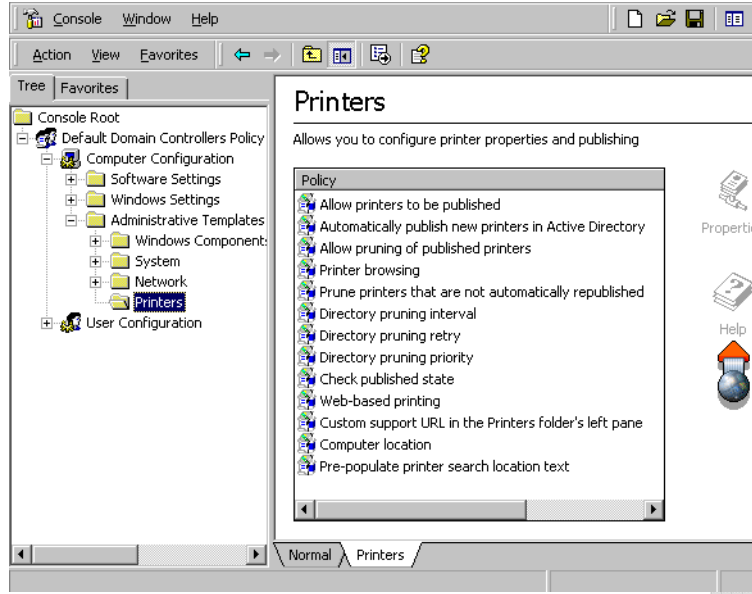 Console Window Help
Action View Favorites
Tree Favorites
Console Root
Default Domain Controllers Policy
Computer Configuration
Software Settings
Windows Settings
Administrative Templates
Windows Component
System
Network
Printers
User Configuration
Printers
Allows you to configure printer properties and publishing
Policy
Allow printers to be published
Automatically publish new printers in Active Directory
Allow pruning of published printers
Printer browsing
Prune printers that are not automatically republished
Directory pruning interval
Directory pruning retry
Directory pruning priority
Check published state
Web-based printing
Custom support URL in the Printers folder's left pane
Computer location
Pre-populate printer search location text
Properti
Help
Normal Printers